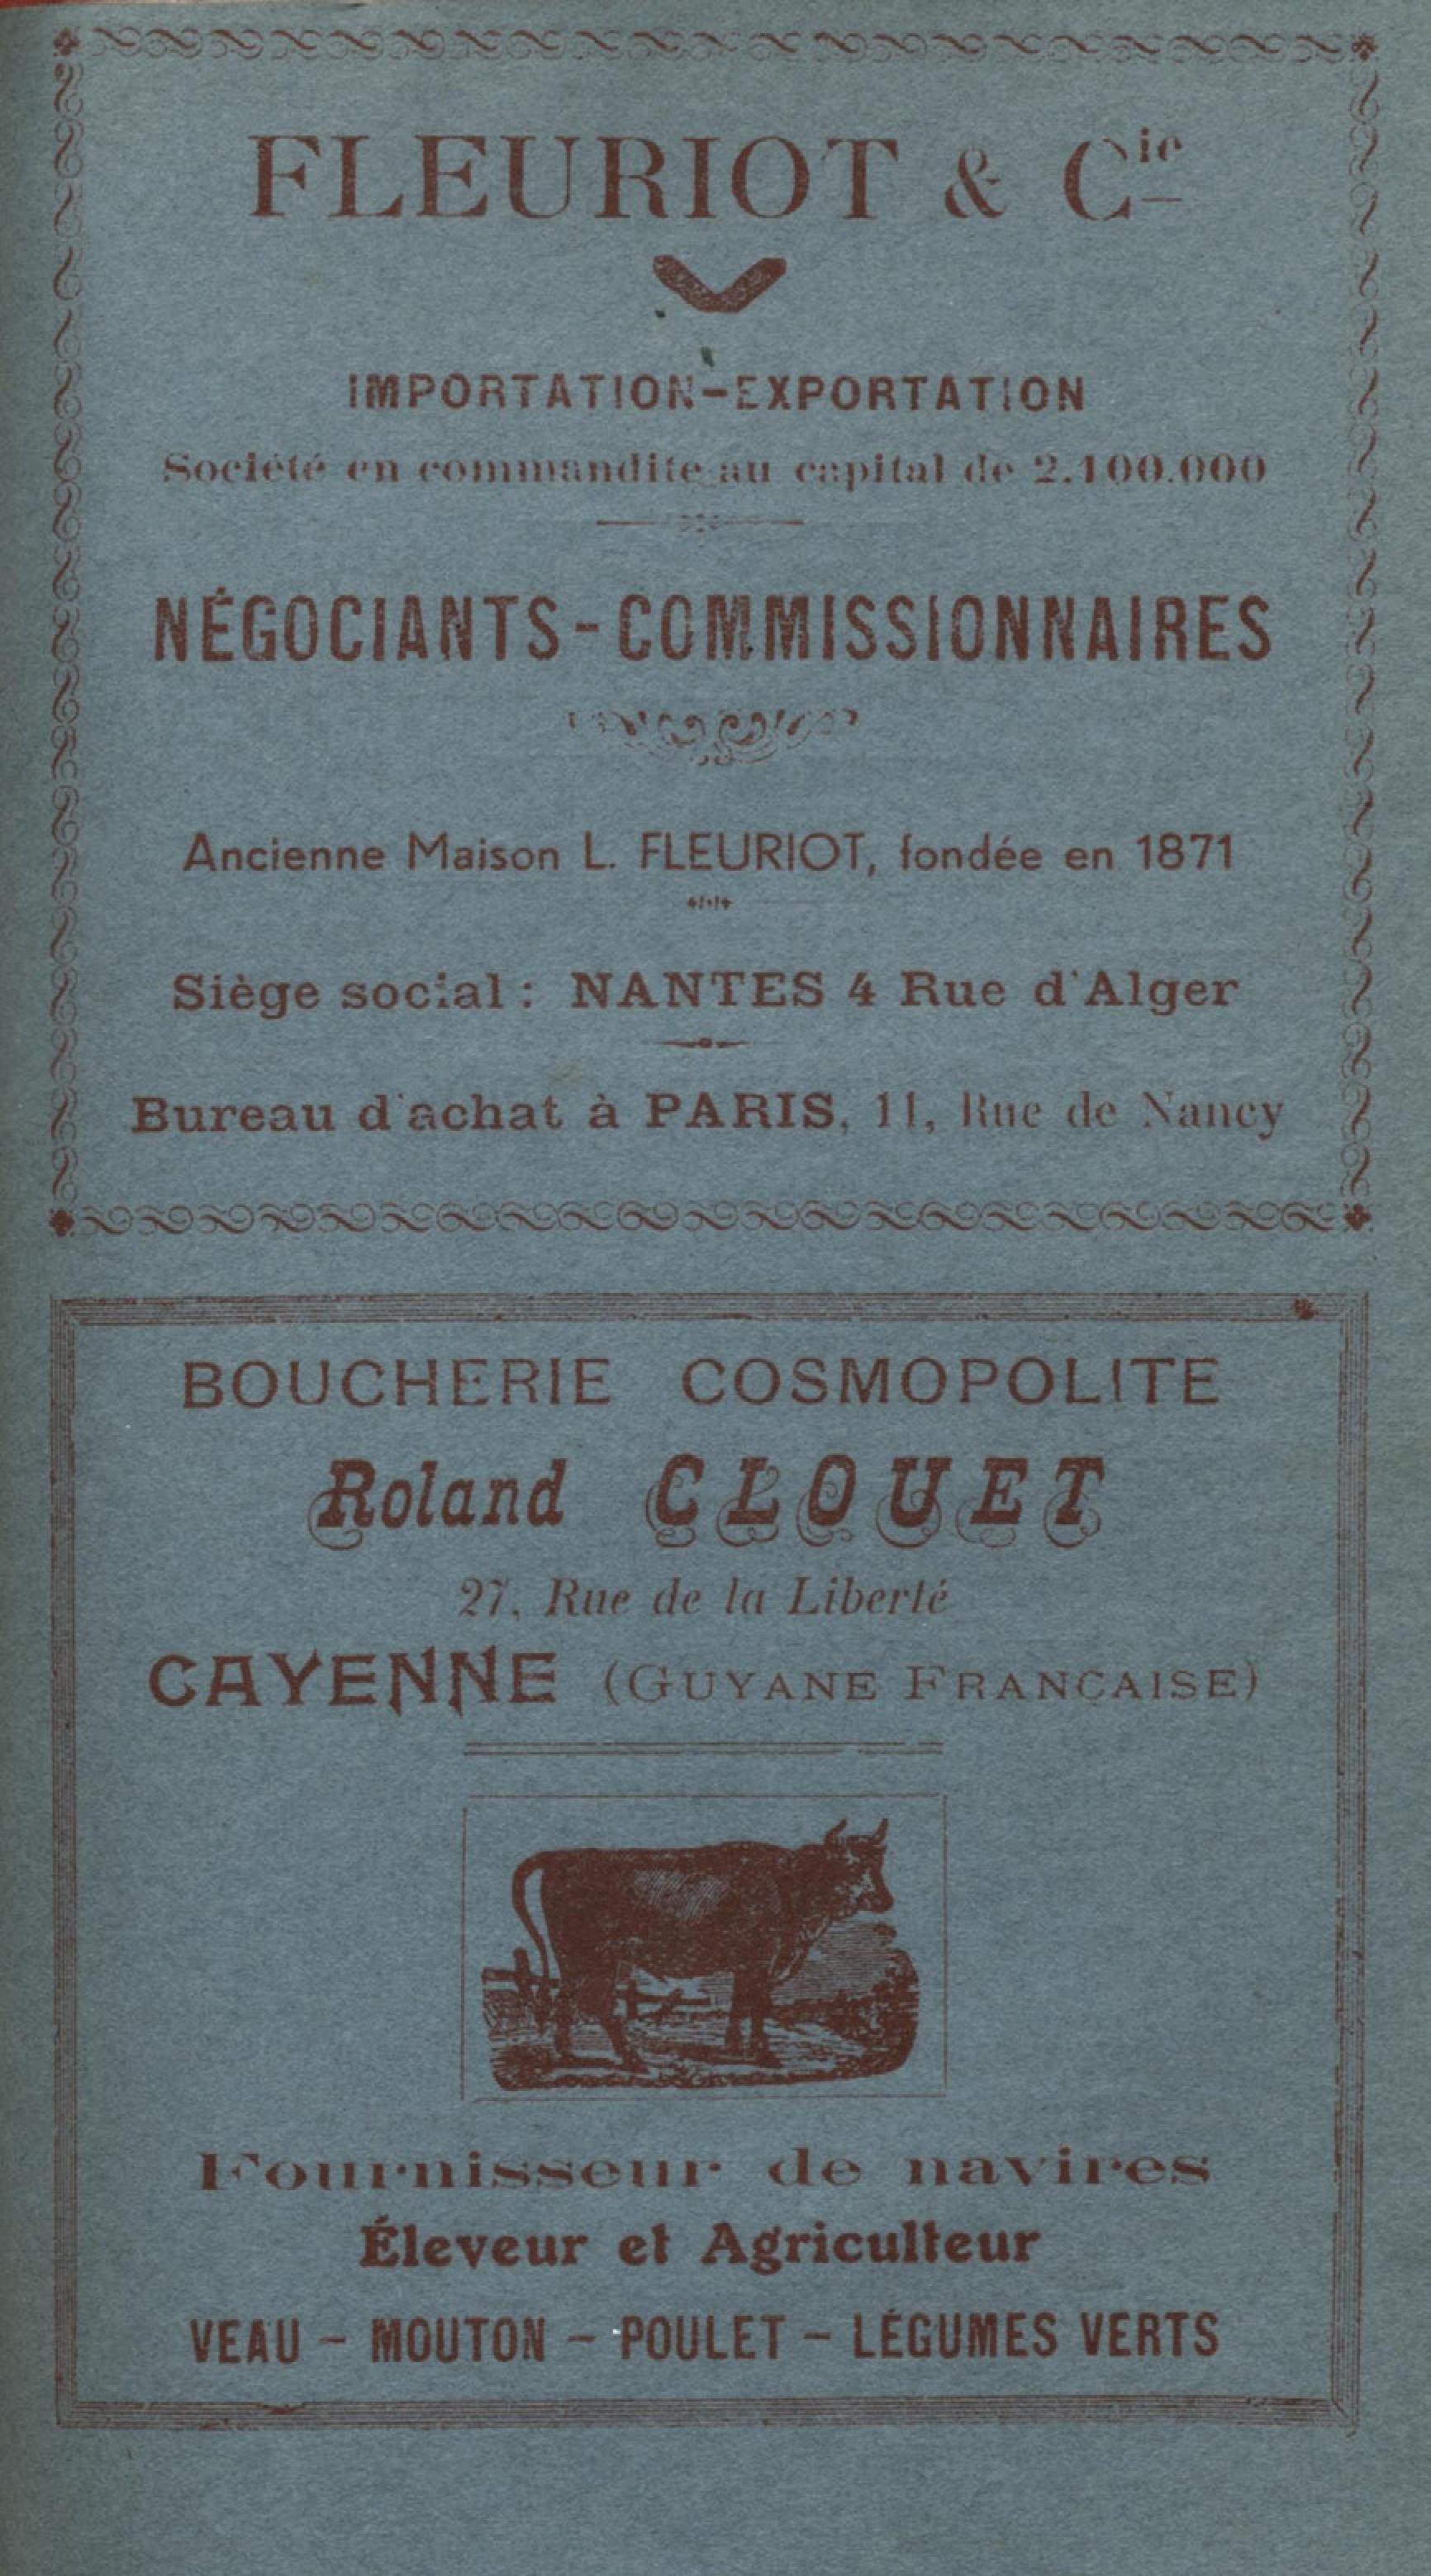 FLEURIOT & Cie
IMPORTATION-EXPORTATION
Société en commandite au capital de 2.100.000
NÉGOCIANTS-COMMISSIONNAIRES
Ancienne Maison L. FLEURIOT, fondée en 1871
Siège social : NANTES 4 Rue d'Alger
Bureau d'achat à PARIS, 11, Rue de Nancy
BOUCHERIE COSMOPOLITE
Roland CLOUET
27, Rue de la Liberté
CAYENNE (GUYANE FRANCAISE)
Fournisseur de navires
Éleveur et Agriculteur
VEAU - MOUTON - POULET - LÉGUMES VERTS